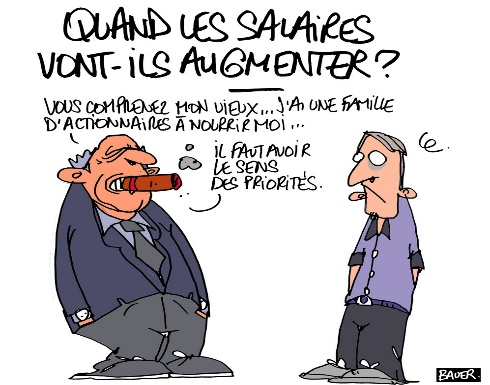 QUAND LES SALAIRES
VONT-ILS AUGMENTER ?
VOUS COMPRENEZ MON VIEUX... J'AI UNE FAMILLE
D'ACTIONNAIRES À NOURRIR MOI...
IL FAUT AVOIR
LE SENS
DES PRIORITÉS.
BAUER.